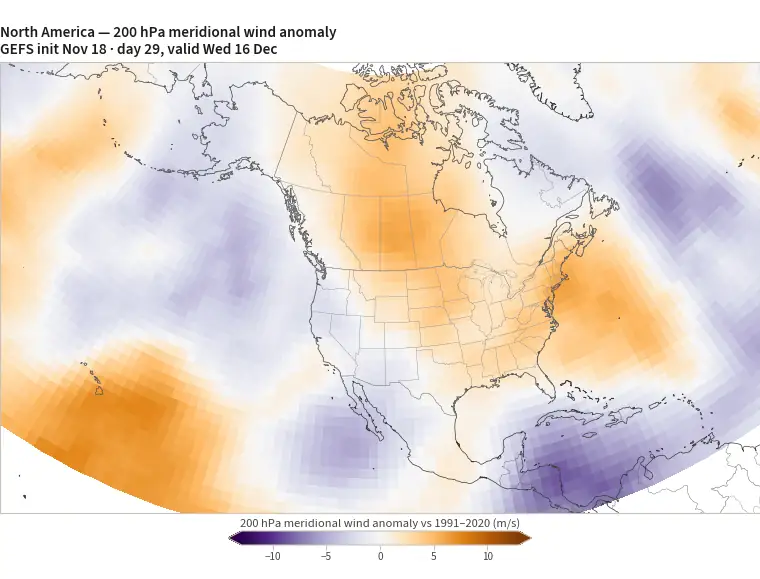 North America — 200 hPa meridional wind anomaly
GEFS init Nov 18 · day 29, valid Wed 16 Dec
200 hPa meridional wind anomaly vs 1991–2020 (m/s)
−10 −5 0 5 10